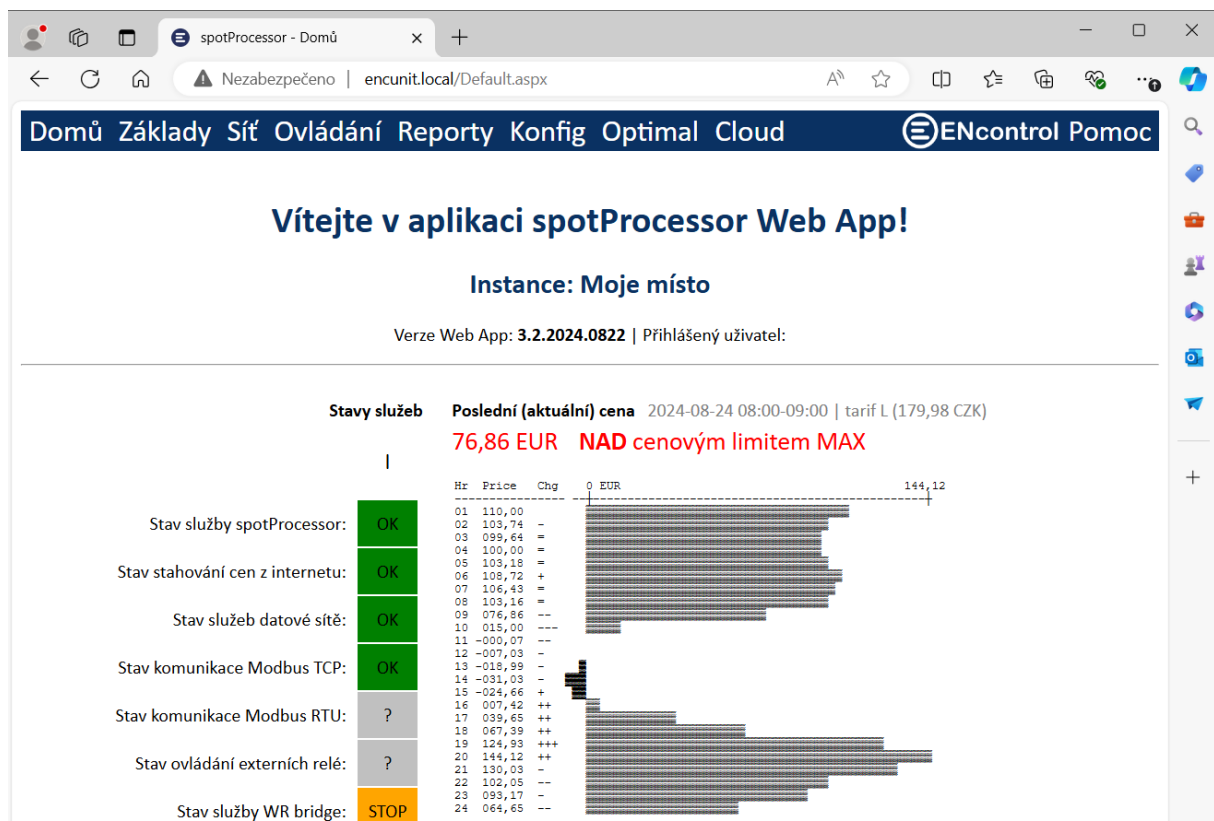 spotProcessor - Domů
Nezabezpečeno | encunit.local/Default.aspx
Domů Základy Síť Ovládání Reporty Konfig Optimal Cloud ENcontrol Pomoc
Vítejte v aplikaci spotProcessor Web App!
Instance: Moje místo
Verze Web App: 3.2.2024.0822 | Přihlášený uživatel:
Stavy služeb
|
Stav služby spotProcessor: OK
Stav stahování cen z internetu: OK
Stav služeb datové sítě: OK
Stav komunikace Modbus TCP: OK
Stav komunikace Modbus RTU: ?
Stav ovládání externích relé: ?
Stav služby WR bridge: STOP
Poslední (aktuální) cena 2024-08-24 08:00-09:00 | tarif L (179,98 CZK)
76,86 EUR NAD cenovým limitem MAX
Hr Price Chg 0 EUR 144,12
01 110,00
02 103,74 -
03 099,64 =
04 100,00 =
05 103,18 =
06 108,72 +
07 106,43 =
08 103,16 =
09 076,86 --
10 015,00 ---
11 -000,07 --
12 -007,03 -
13 -018,99 -
14 -031,03 -
15 -024,66 +
16 007,42 ++
17 039,65 ++
18 067,39 ++
19 124,93 +++
20 144,12 ++
21 130,03 -
22 102,05 --
23 093,17 -
24 064,65 --